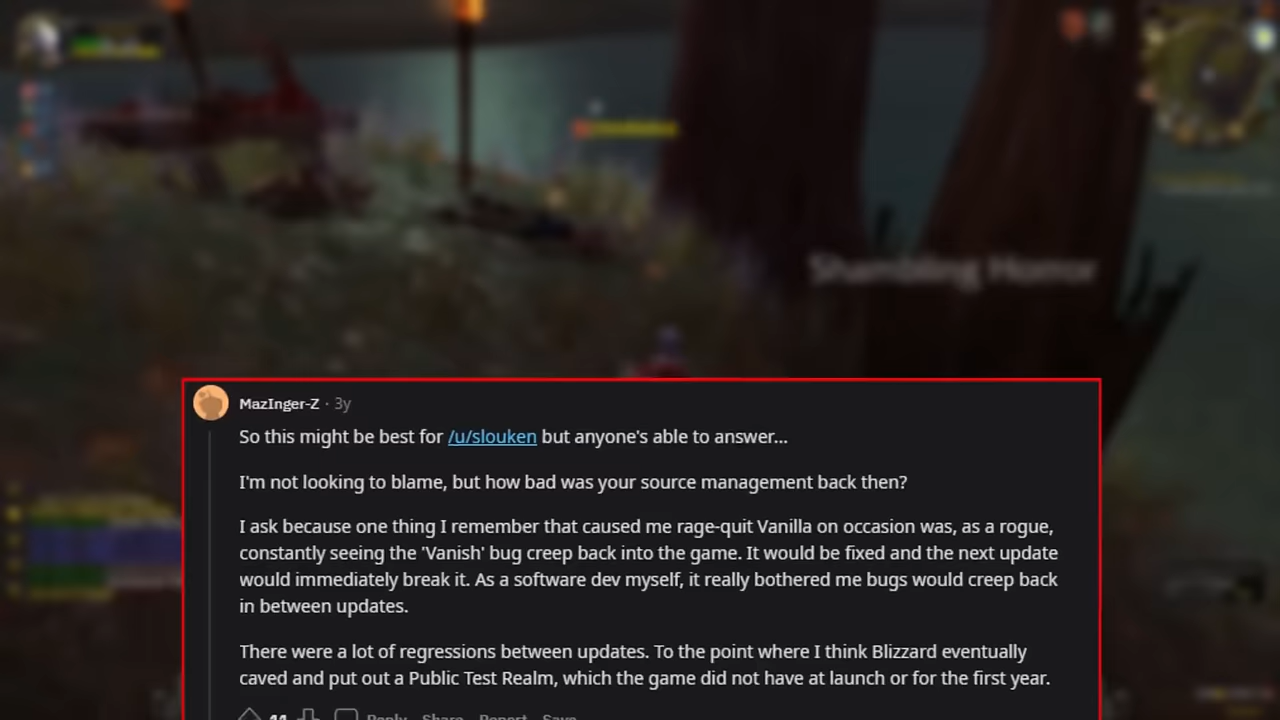 Shambling Horror
MazInger-Z · 3y
So this might be best for /u/slouken but anyone's able to answer...
I'm not looking to blame, but how bad was your source management back then?
I ask because one thing I remember that caused me rage-quit Vanilla on occasion was, as a rogue,
constantly seeing the 'Vanish' bug creep back into the game. It would be fixed and the next update
would immediately break it. As a software dev myself, it really bothered me bugs would creep back
in between updates.
There were a lot of regressions between updates. To the point where I think Blizzard eventually
caved and put out a Public Test Realm, which the game did not have at launch or for the first year.
Reply Share Report Save